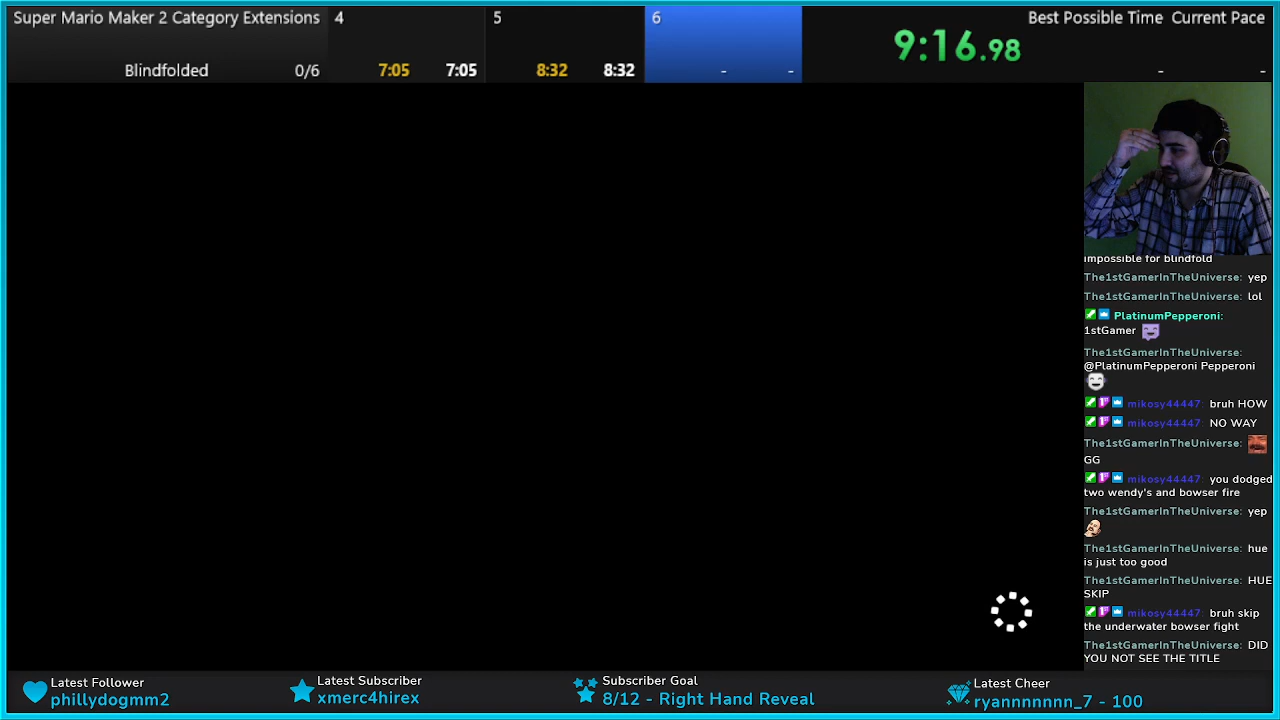 Super Mario Maker 2 Category Extensions
Blindfolded 0/6
4
7:05 7:05
5
8:32 8:32
6
- -
9:16.98
Best Possible Time Current Pace
- -
impossible for blindfold
The1stGamerInTheUniverse: yep
The1stGamerInTheUniverse: lol
PlatinumPepperoni:
1stGamer
The1stGamerInTheUniverse:
@PlatinumPepperoni Pepperoni
mikosy44447: bruh HOW
mikosy44447: NO WAY
The1stGamerInTheUniverse:
GG
mikosy44447: you dodged
two wendy's and bowser fire
The1stGamerInTheUniverse: yep
The1stGamerInTheUniverse: hue
is just too good
The1stGamerInTheUniverse: HUE
SKIP
mikosy44447: bruh skip
the underwater bowser fight
The1stGamerInTheUniverse: DID
YOU NOT SEE THE TITLE
Latest Follower
phillydogmm2
Latest Subscriber
xmerc4hirex
Subscriber Goal
8/12 - Right Hand Reveal
Latest Cheer
ryannnnnnn_7 - 100